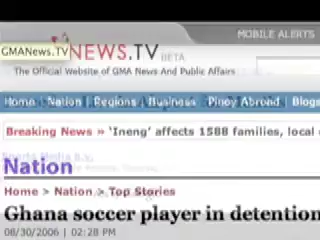 MOBILE ALERTS
GMANews.TV
NEWS.TV
BETA
The Official Website of GMA News And Public Affairs
Home Nation Regions Business Pinoy Abroad Blogs
Breaking News » 'Ineng' affects 1588 families, local
Nation
Home > Nation > Top Stories
Ghana soccer player in detention
08/30/2006 | 02:28 PM